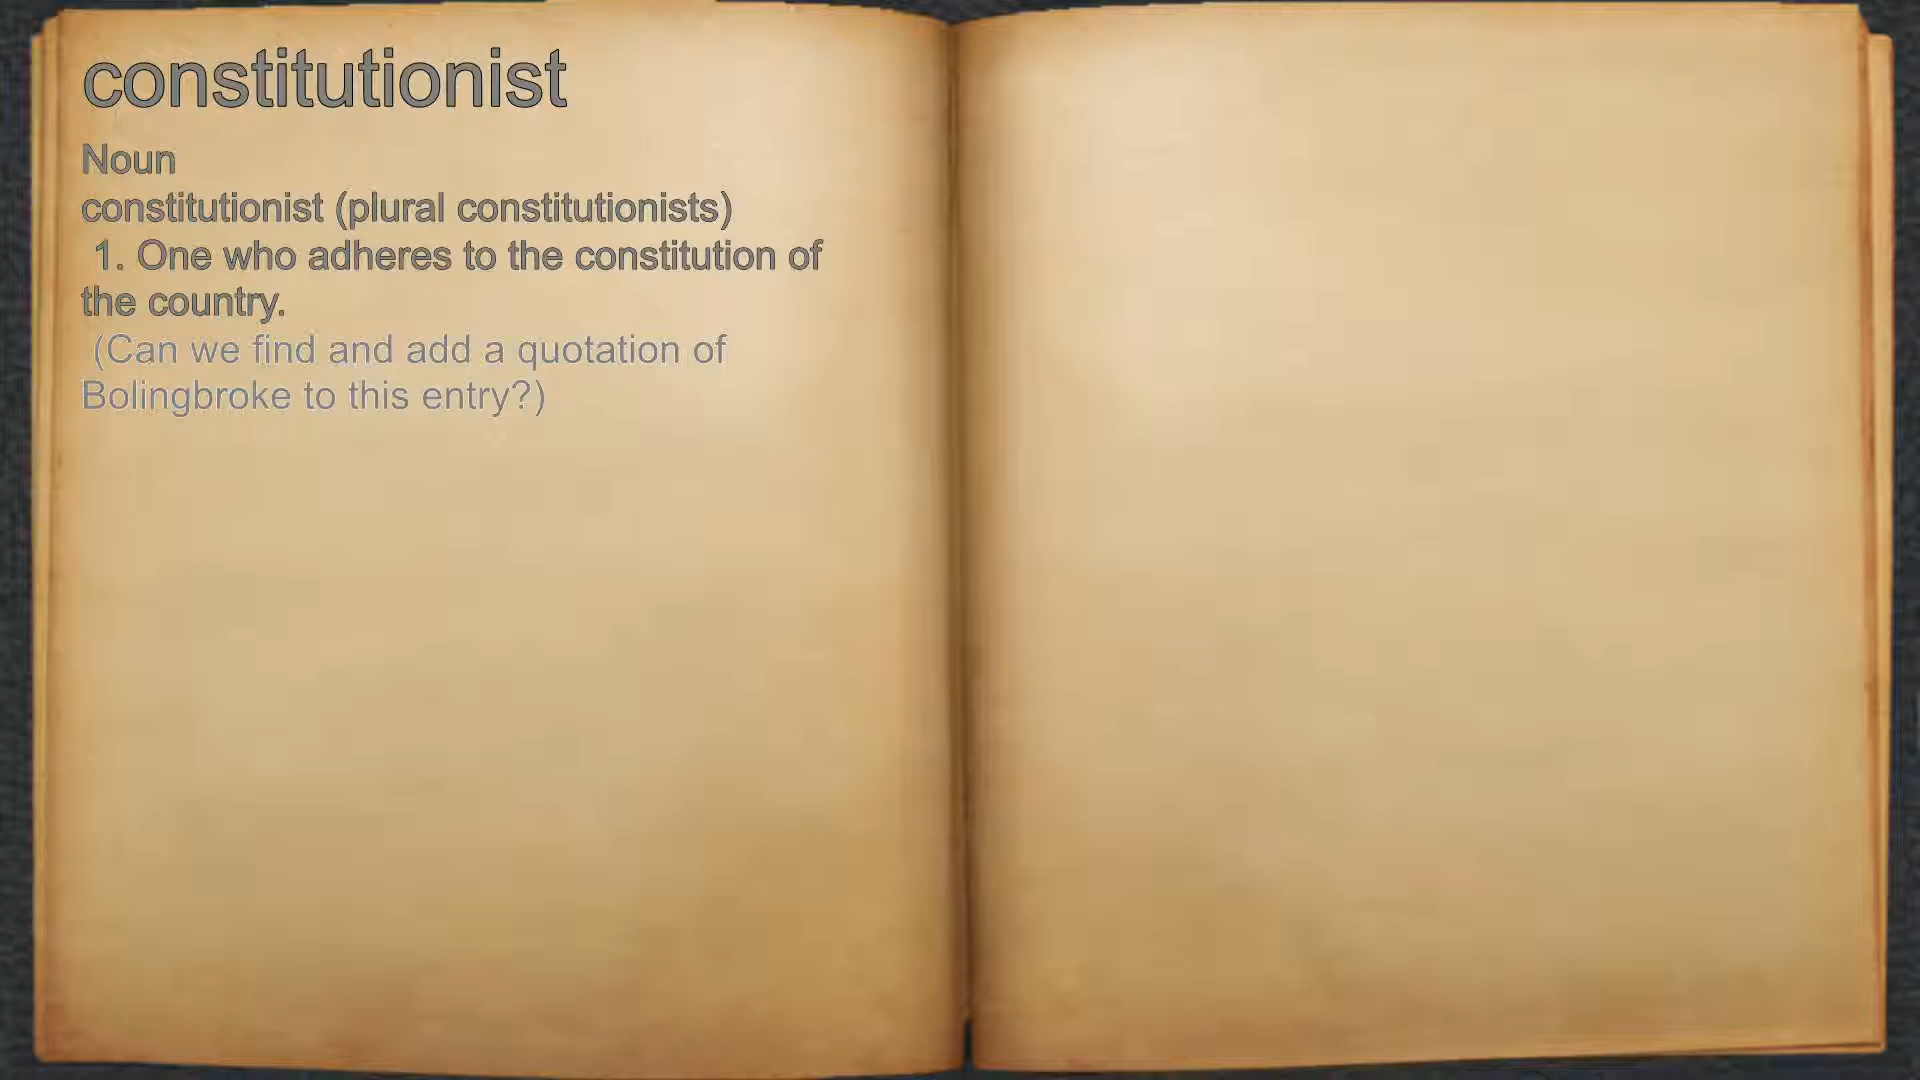 constitutionist
Noun
constitutionist (plural constitutionists)
1. One who adheres to the constitution of
the country.
(Can we find and add a quotation of
Bolingbroke to this entry?)